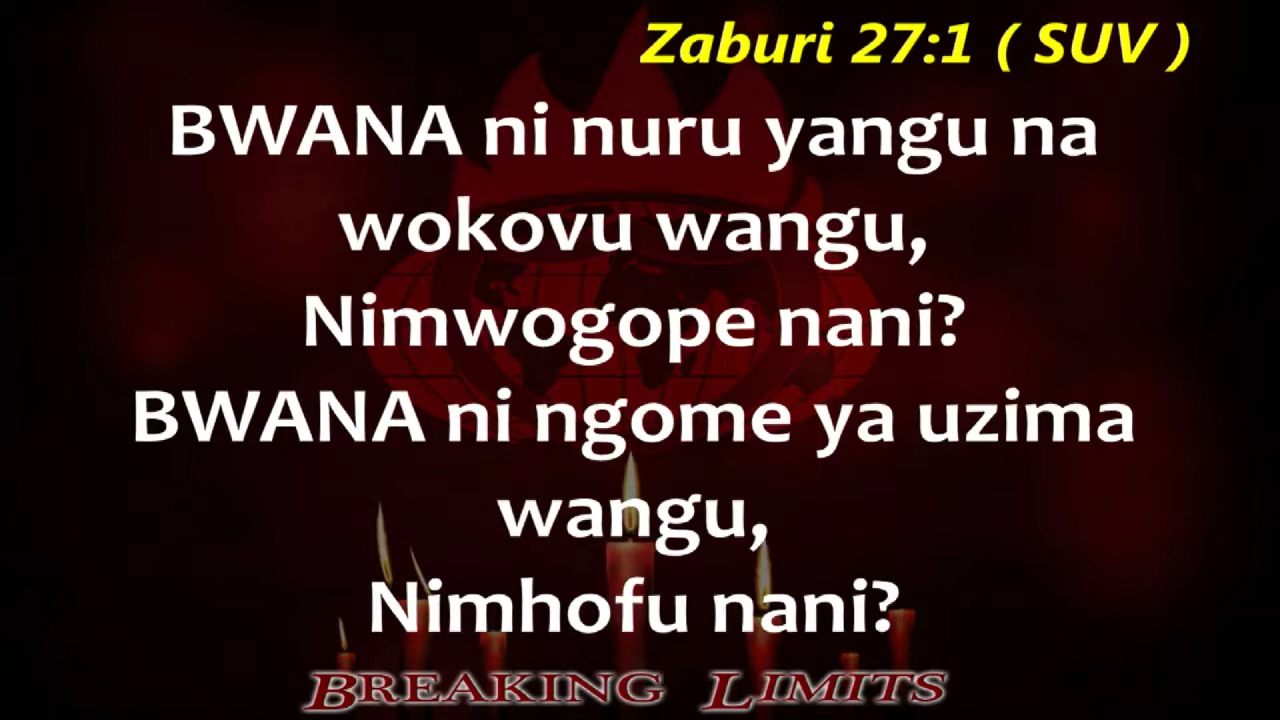 Zaburi 27:1 ( SUV )
BWANA ni nuru yangu na
wokovu wangu,
Nimwogope nani?
BWANA ni ngome ya uzima
wangu,
Nimhofu nani?
BREAKING LIMITS